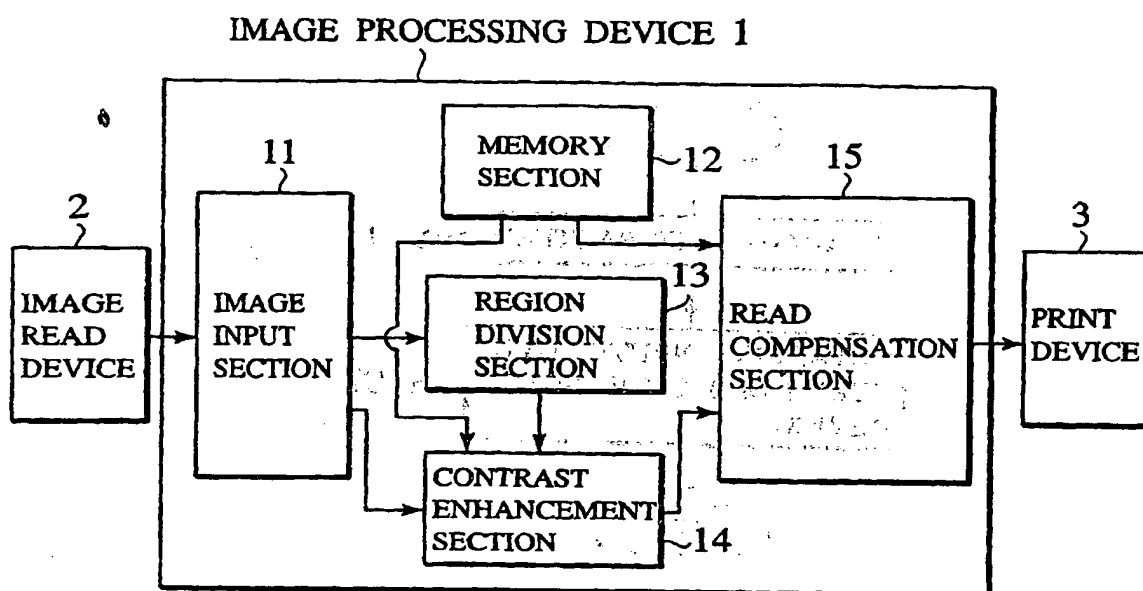 IMAGE PROCESSING DEVICE 1
MEMORY
SECTION
12
11
15
2
3
13
IMAGE
READ
DEVICE
IMAGE
INPUT
SECTION
REGION
DIVISION
SECTION
READ
COMPENSATION
SECTION
PRINT
DEVICE
CONTRAST
ENHANCEMENT
SECTION
14